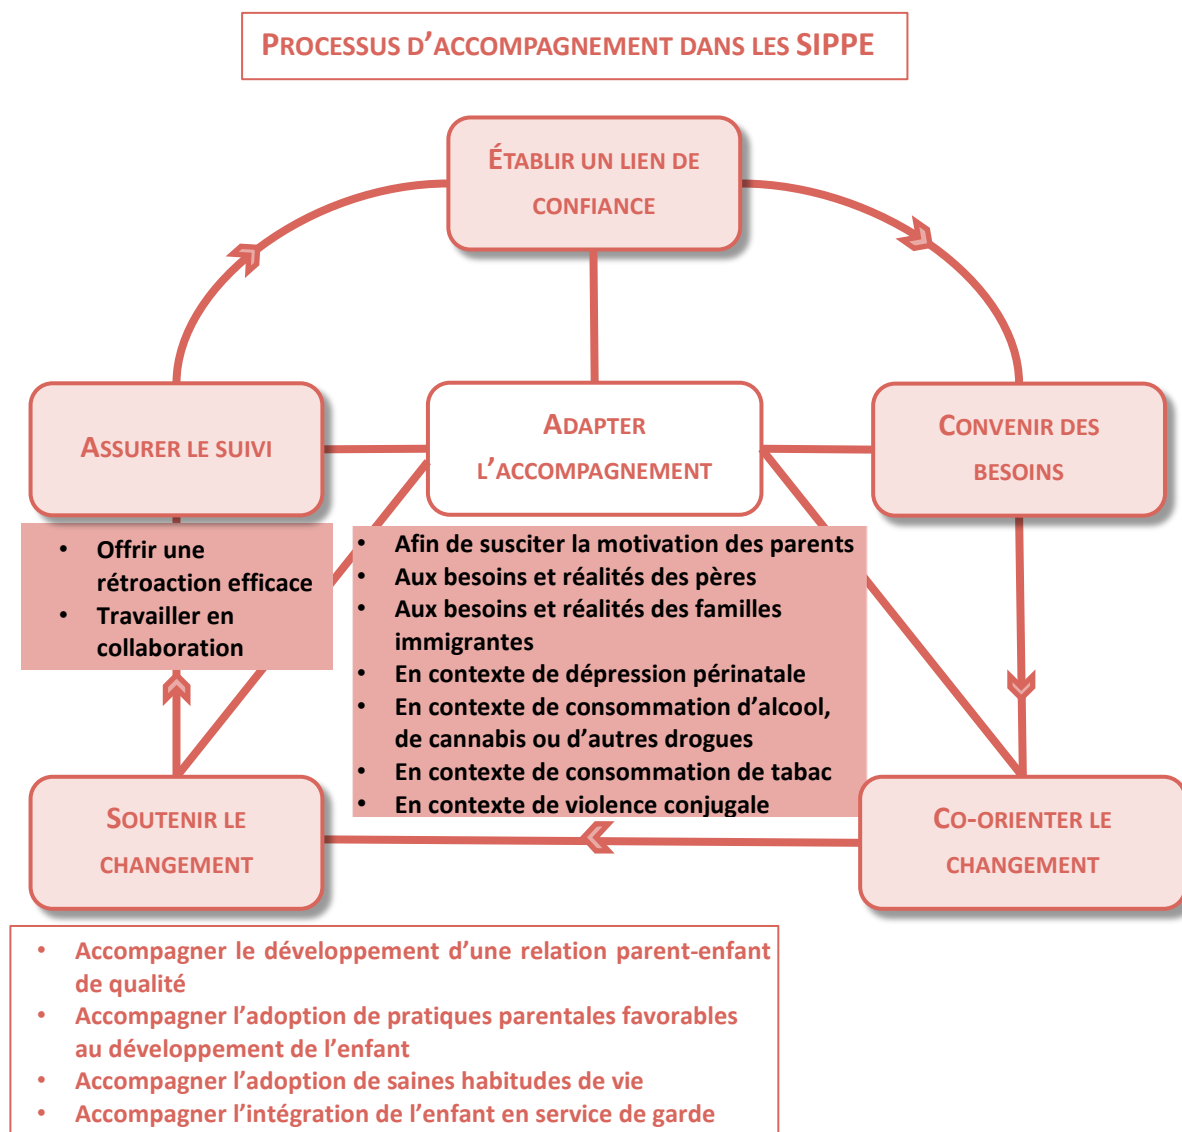 PROCESSUS D'ACCOMPAGNEMENT DANS LES SIPPE
ÉTABLIR UN LIEN DE
CONFIANCE
ASSURER LE SUIVI
ADAPTER
L'ACCOMPAGNEMENT
CONVENIR DES
BESOINS
• Offrir une
rétroaction efficace
• Travailler en
collaboration
• Afin de susciter la motivation des parents
• Aux besoins et réalités des pères
• Aux besoins et réalités des familles
immigrantes
• En contexte de dépression périnatale
• En contexte de consommation d'alcool,
de cannabis ou d'autres drogues
• En contexte de consommation de tabac
• En contexte de violence conjugale
SOUTENIR LE
CHANGEMENT
CO-ORIENTER LE
CHANGEMENT
• Accompagner le développement d'une relation parent-enfant
de qualité
• Accompagner l'adoption de pratiques parentales favorables
au développement de l'enfant
• Accompagner l'adoption de saines habitudes de vie
• Accompagner l'intégration de l'enfant en service de garde